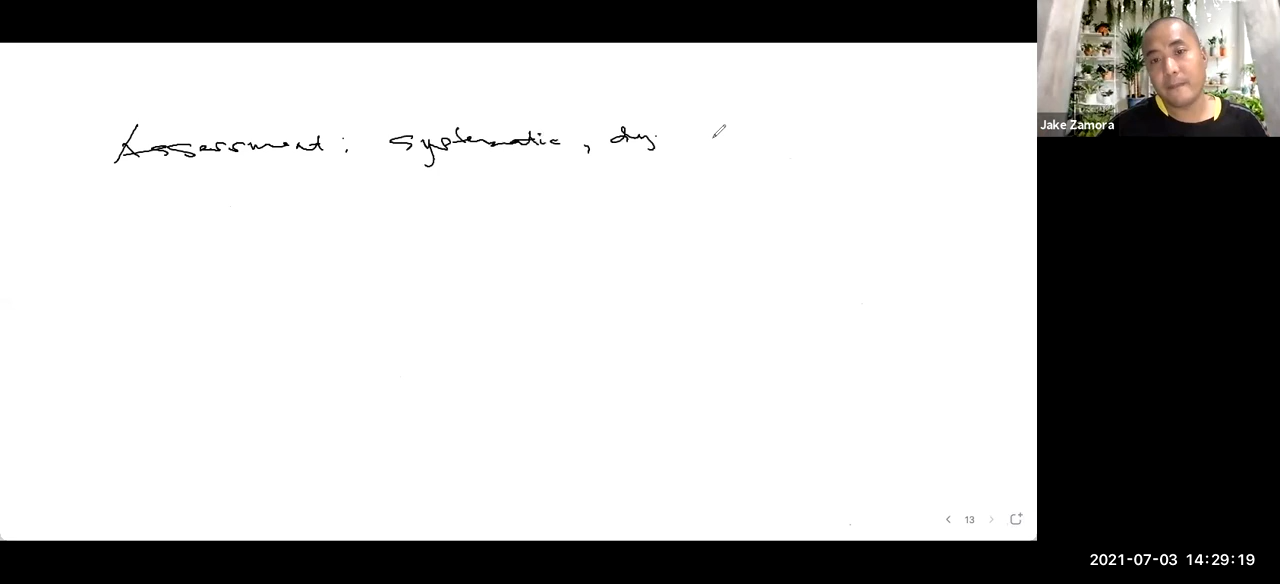 Jake Zamora
Assessment : systematic ,
13
2021-07-03 14:29:19